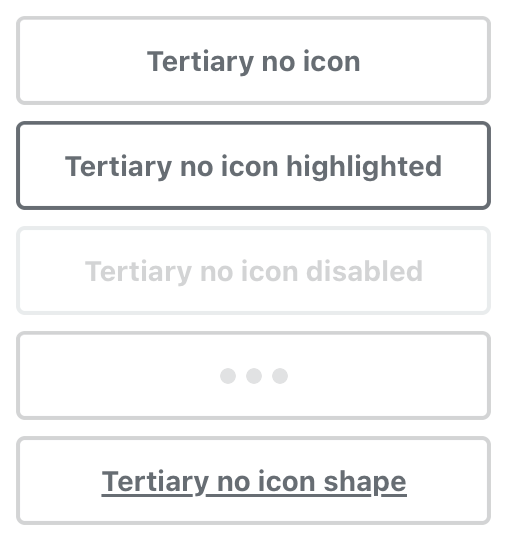 Tertiary no icon
Tertiary no icon highlighted
Tertiary no icon disabled
Tertiary no icon shape